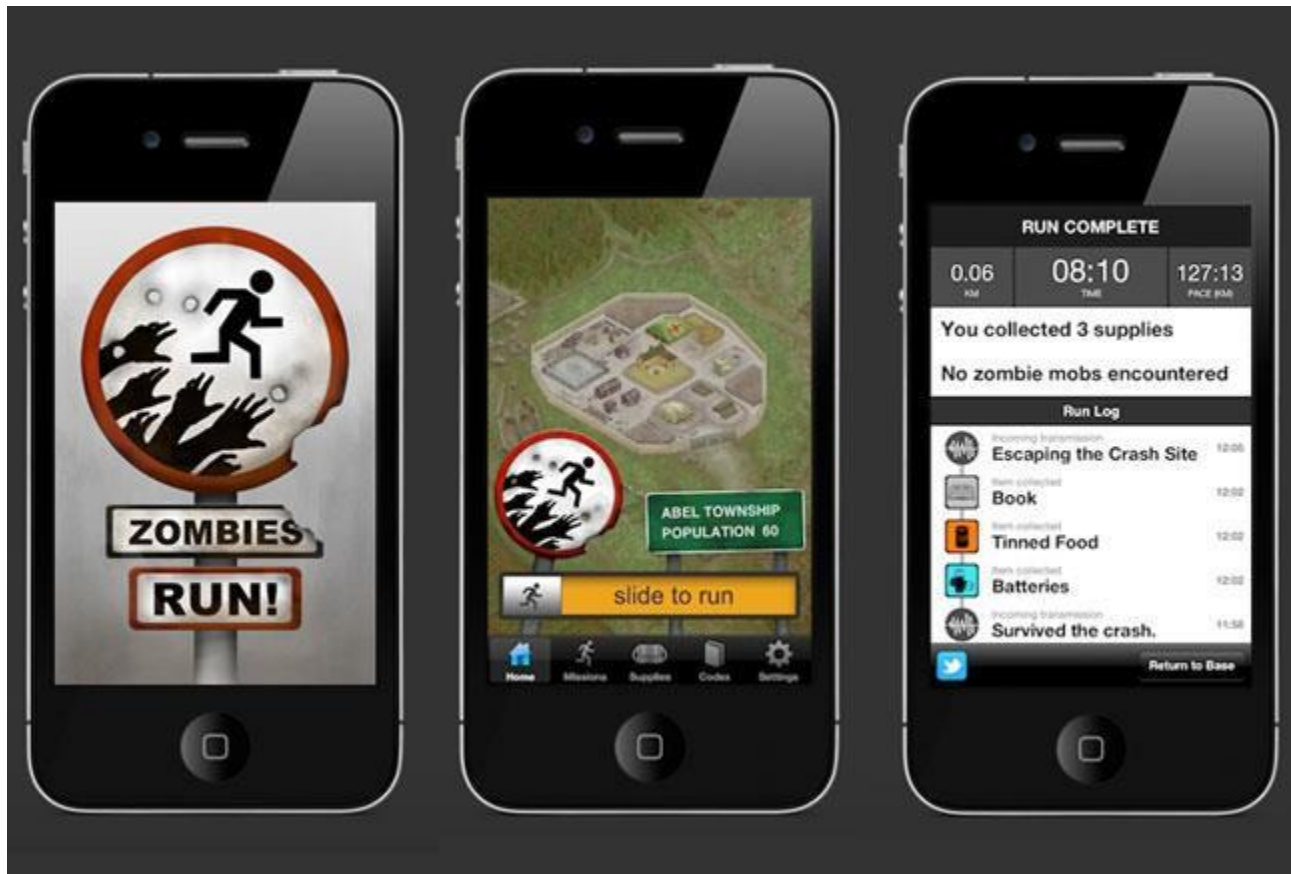 ZOMBIES
RUN!
ABEL TOWNSHIP
POPULATION 60
slide to run
Home
Missions
Supplies
Codex
Settings
RUN COMPLETE
0.06
KM
08:10
TIME
127:13
PACE (KM)
You collected 3 supplies
No zombie mobs encountered
Run Log
Incoming transmission
Escaping the Crash Site
12:05
Item collected
Book
12:02
Item collected
Tinned Food
12:02
Item collected
Batteries
12:02
Incoming transmission
Survived the crash.
11:58
Return to Base